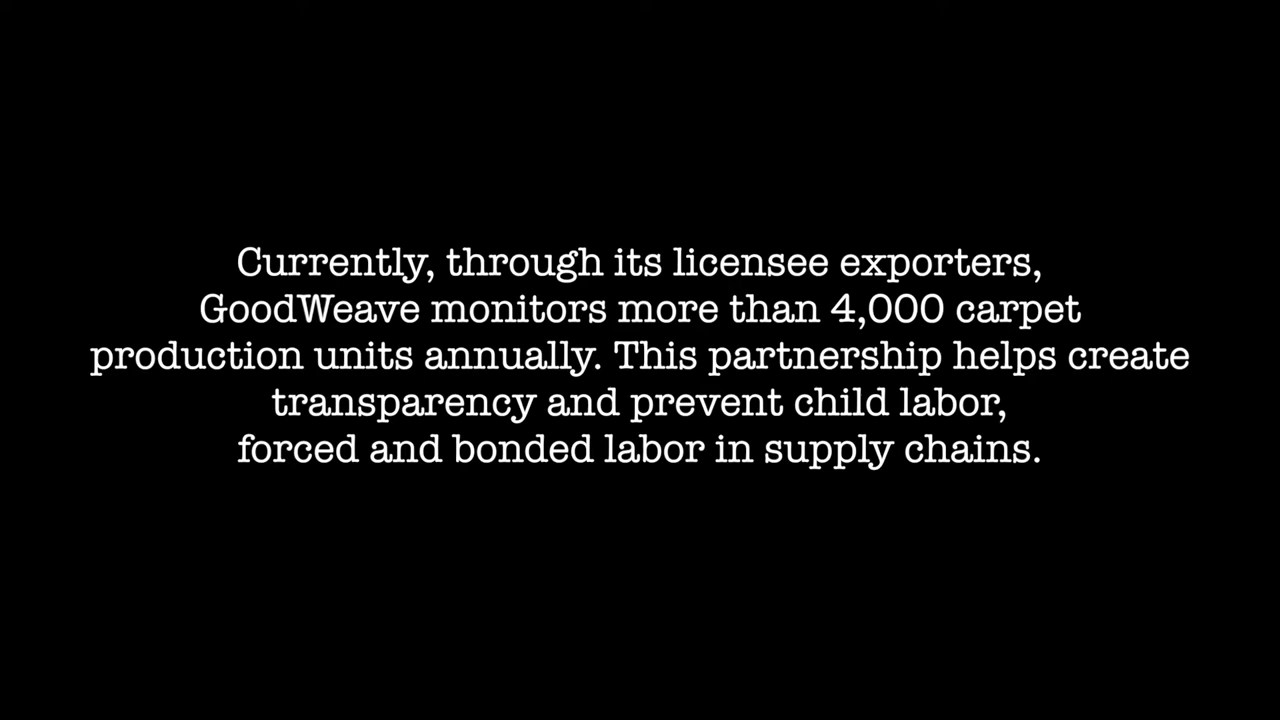 Currently, through its licensee exporters,
GoodWeave monitors more than 4,000 carpet
production units annually. This partnership helps create
transparency and prevent child labor,
forced and bonded labor in supply chains.